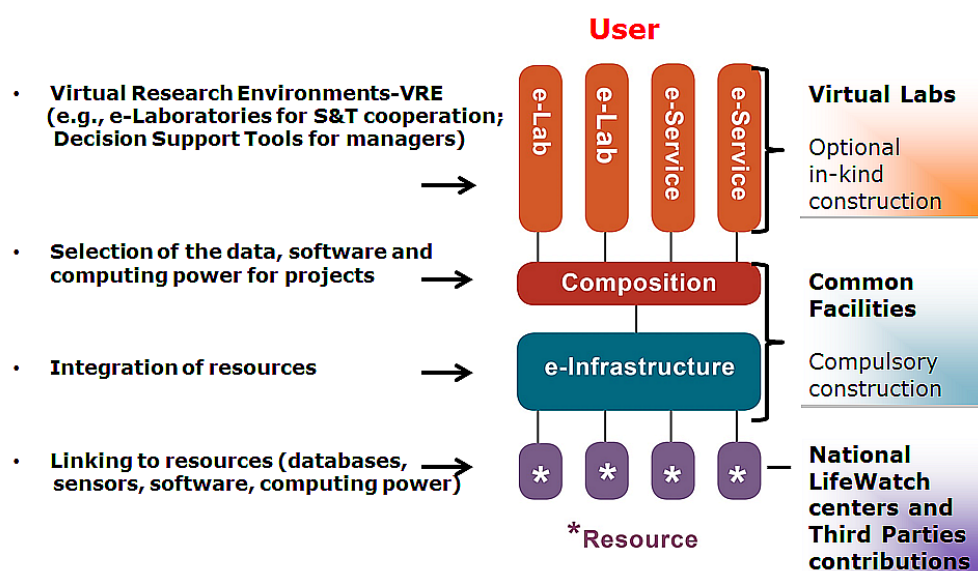 User
• Virtual Research Environments-VRE
(e.g., e-Laboratories for S&T cooperation;
Decision Support Tools for managers)
e-Lab
e-Lab
e-Service
e-Service
Virtual Labs
Optional
in-kind
construction
• Selection of the data, software and
computing power for projects
Composition
Common
Facilities
• Integration of resources
e-Infrastructure
Compulsory
construction
• Linking to resources (databases,
sensors, software, computing power)
*
*
*
*
National
LifeWatch
centers and
Third Parties
contributions
*Resource